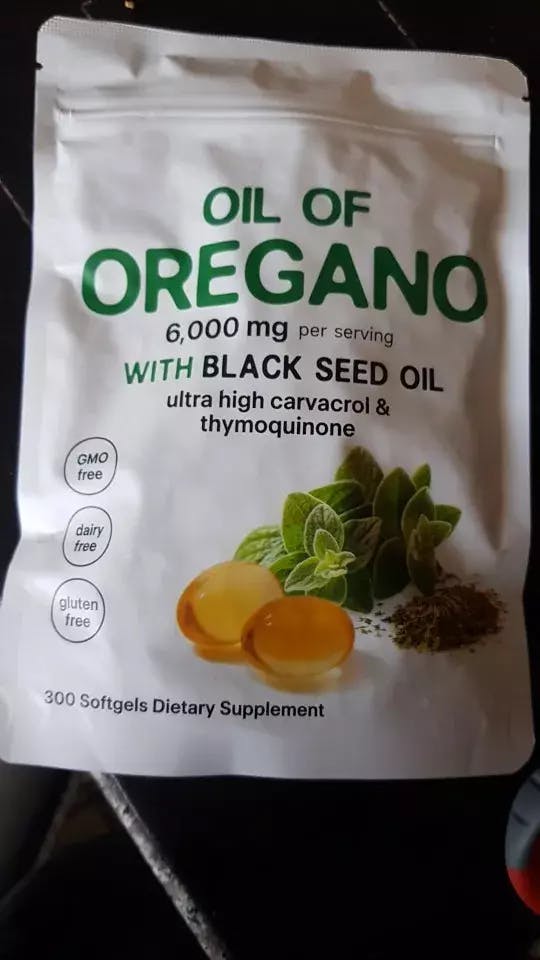 OIL OF
OREGANO
6,000 mg per serving
WITH BLACK SEED OIL
ultra high carvacrol &
thymoquinone
GMO
free
dairy
free
gluten
free
300 Softgels Dietary Supplement